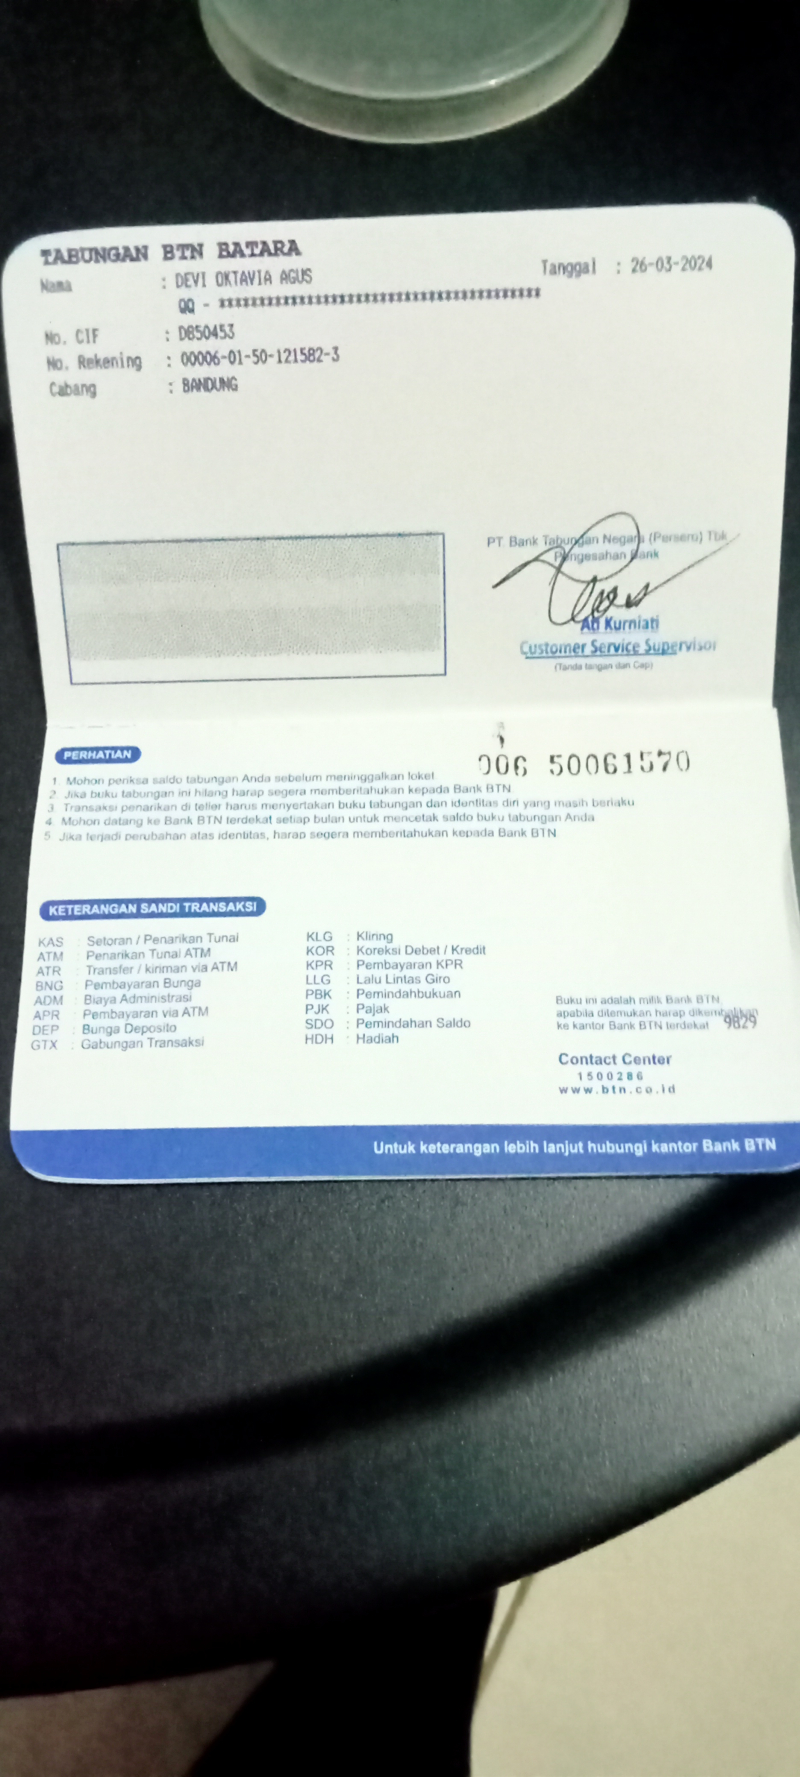 TABUNGAN BTN BATARA
Tanggal : 26-03-2024
Nama : DEVI OKTAVIA AGUS
QQ - ****************************************
No. CIF : D850453
No. Rekening : 00006-01-50-121582-3
Cabang : BANDUNG
PT. Bank Tabungan Negara (Persero) Tbk
Pengesahan Bank
Kurniati
Customer Service Supervisor
(Tanda tangan dan Cap)
006 50061570
PERHATIAN
1. Mohon periksa saldo tabungan Anda sebelum meninggalkan loket
2. Jika buku tabungan ini hilang harap segera memberitahukan kepada Bank BTN
3. Transaksi penarikan di teller harus menyertakan buku tabungan dan identitas diri yang masih berlaku
4. Mohon datang ke Bank BTN terdekat setiap bulan untuk mencetak saldo buku tabungan Anda
5. Jika terjadi perubahan atas identitas, harap segera memberitahukan kepada Bank BTN
KETERANGAN SANDI TRANSAKSI
KAS : Setoran / Penarikan Tunai
ATM : Penarikan Tunai ATM
ATR : Transfer / kiriman via ATM
BNG : Pembayaran Bunga
ADM : Biaya Administrasi
APR : Pembayaran via ATM
DEP : Bunga Deposito
GTX : Gabungan Transaksi
KLG : Kliring
KOR : Koreksi Debet / Kredit
KPR : Pembayaran KPR
LLG : Lalu Lintas Giro
PBK : Pemindahbukuan
PJK : Pajak
SDO : Pemindahan Saldo
HDH : Hadiah
Buku ini adalah milik Bank BTN,
apabila ditemukan harap dikembalikan
ke kantor Bank BTN terdekat 9829
Contact Center
1500286
www.btn.co.id
Untuk keterangan lebih lanjut hubungi kantor Bank BTN